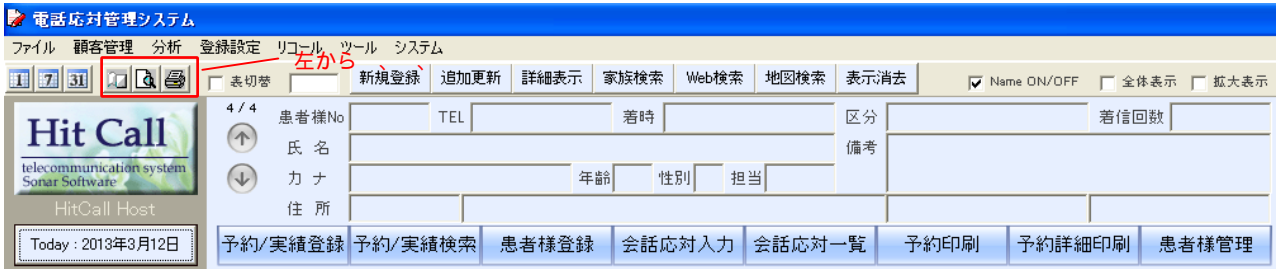 電話応対管理システム
ファイル 顧客管理 分析 登録設定 リコール ツール システム
左から 、 、
1 7 31 表切替 新規登録 追加更新 詳細表示 家族検索 Web検索 地図検索 表示消去 Name ON/OFF 全体表示 拡大表示
4 / 4 患者様No TEL 着時 区分 着信回数
Hit Call
氏 名 備考
telecommunication system
Sonar Software
カ ナ 年齢 性別 担当
HitCall Host
住 所
Today : 2013年3月12日 予約/実績登録 予約/実績検索 患者様登録 会話応対入力 会話応対一覧 予約印刷 予約詳細印刷 患者様管理